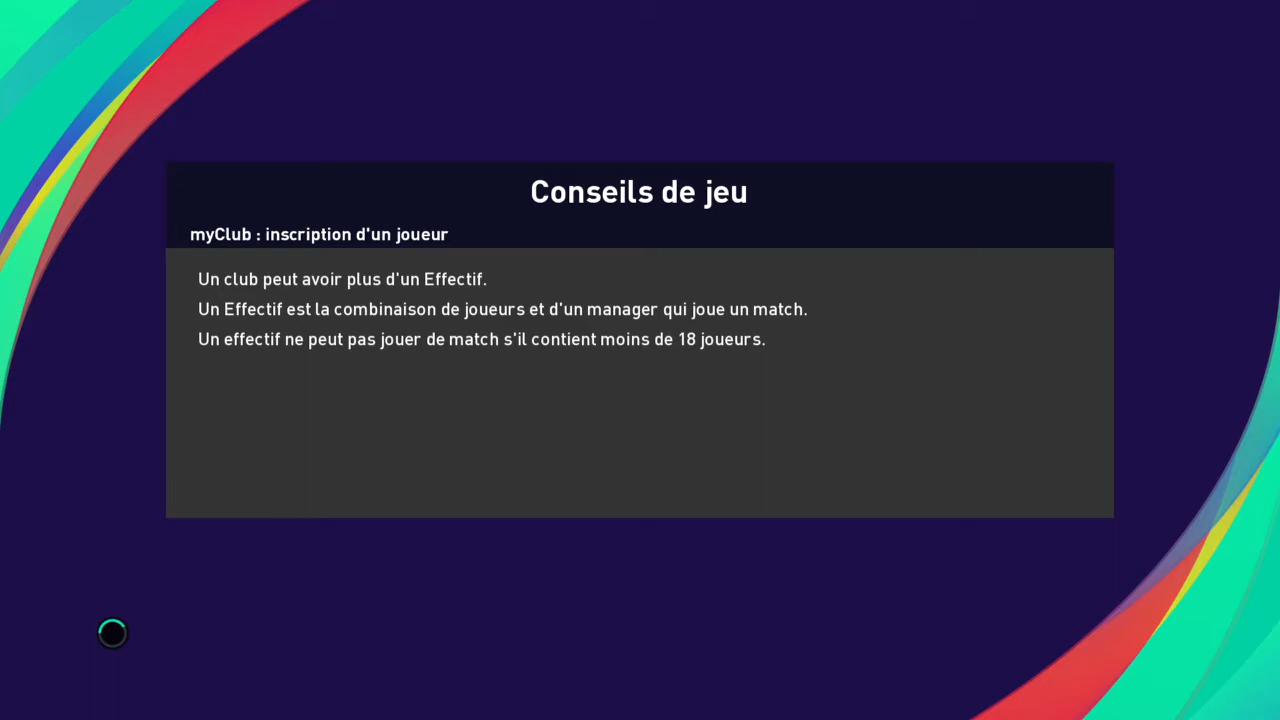 Conseils de jeu
myClub : inscription d'un joueur
Un club peut avoir plus d'un Effectif.
Un Effectif est la combinaison de joueurs et d'un manager qui joue un match.
Un effectif ne peut pas jouer de match s'il contient moins de 18 joueurs.